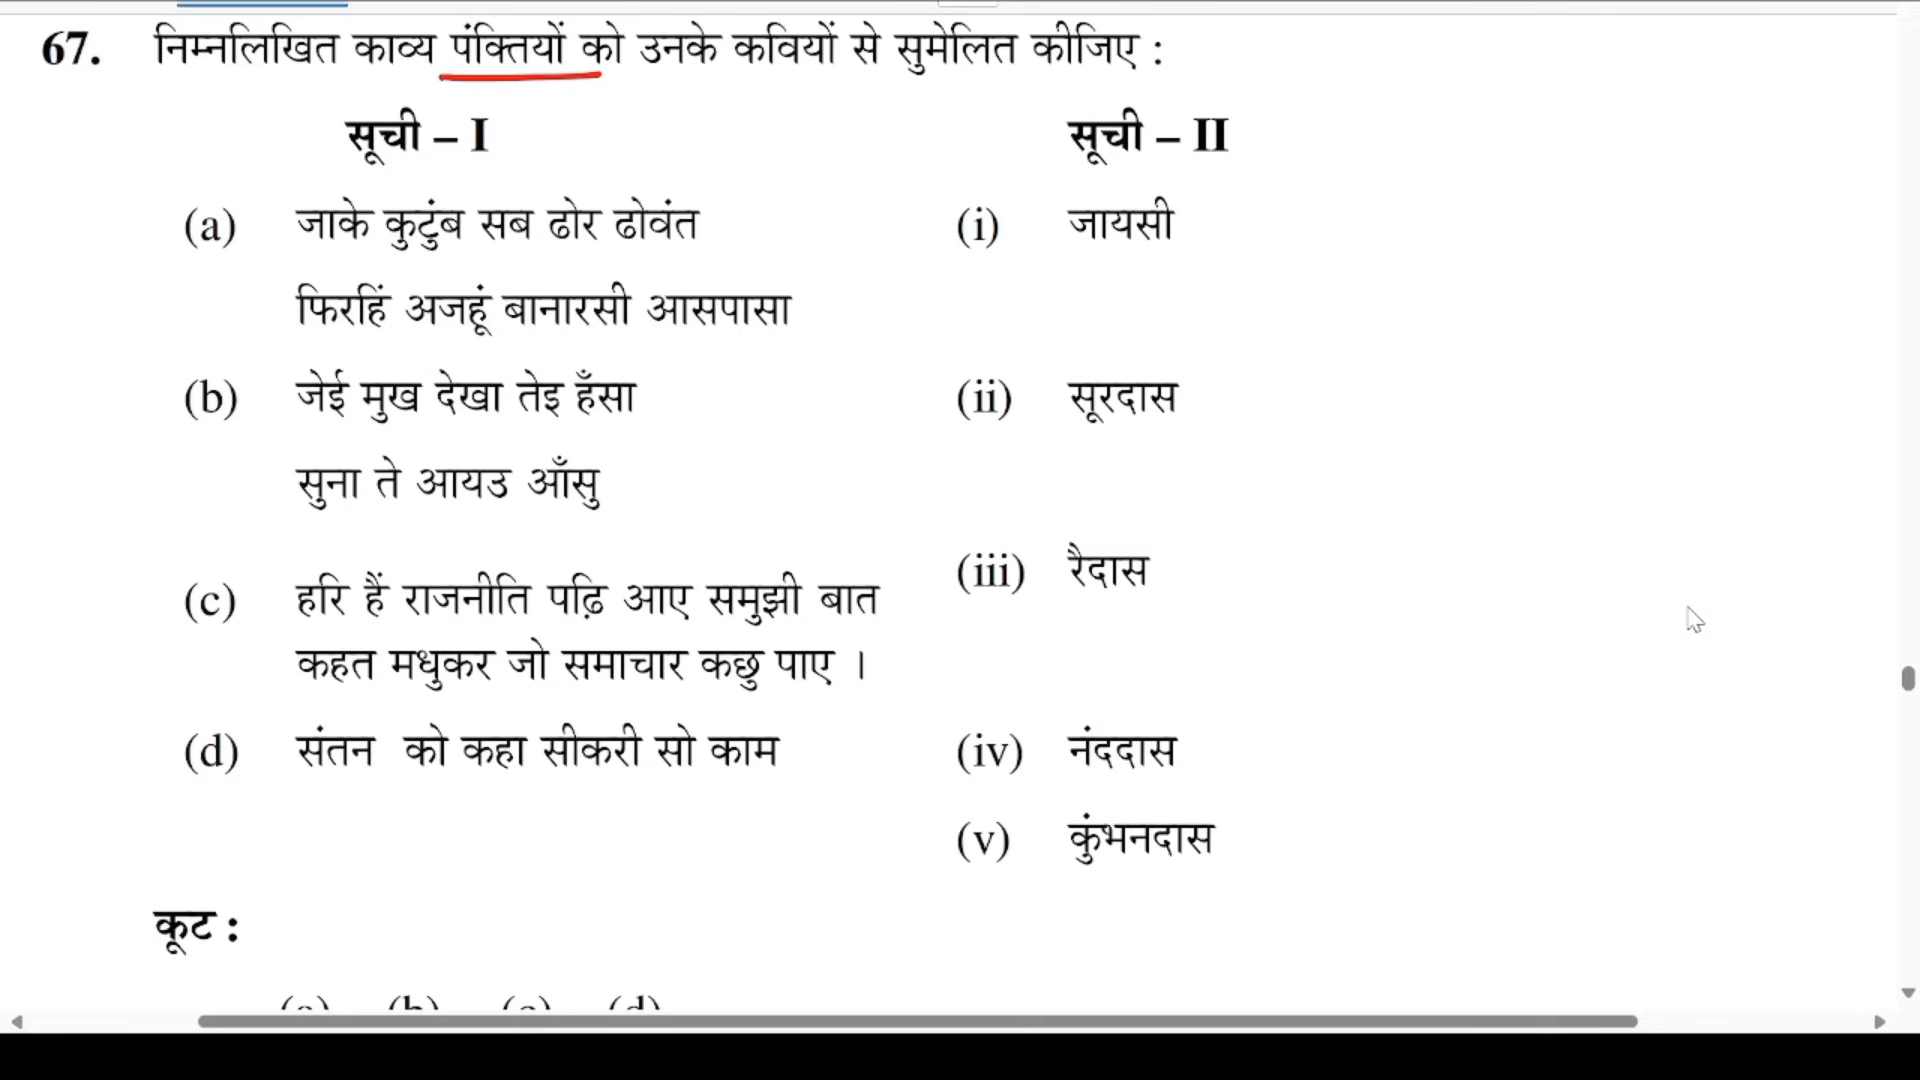 67. निम्नलिखित काव्य पंक्तियों को उनके कवियों से सुमेलित कीजिए :
सूची – I सूची – II
(a) जाके कुटुंब सब ढोर ढोवंत (i) जायसी
फिरहिं अजहूं बानारसी आसपासा
(b) जेई मुख देखा तेइ हँसा (ii) सूरदास
सुना ते आयउ आँसु
(iii) रैदास
(c) हरि हैं राजनीति पढ़ि आए समुझी बात
कहत मधुकर जो समाचार कछु पाए ।
(d) संतन को कहा सीकरी सो काम (iv) नंददास
(v) कुंभनदास
कूट :
(a) (b) (c) (d)